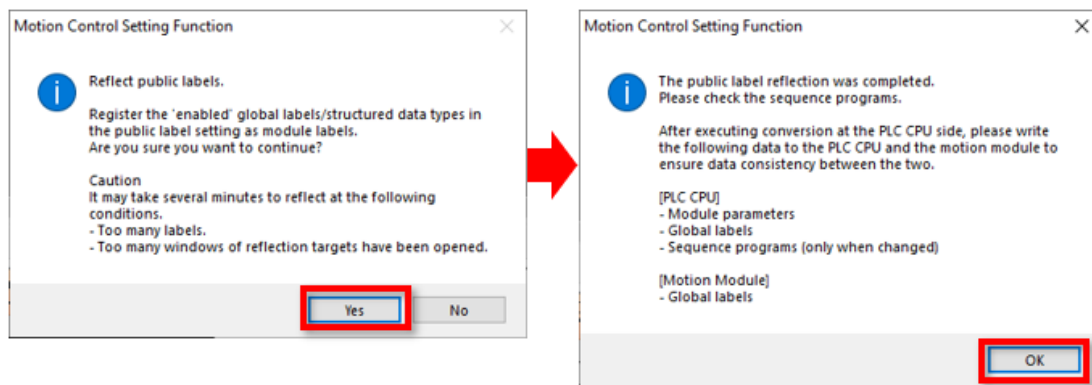 Motion Control Setting Function
Reflect public labels.
Register the 'enabled' global labels/structured data types in
the public label setting as module labels.
Are you sure you want to continue?
Caution
It may take several minutes to reflect at the following
conditions.
- Too many labels.
- Too many windows of reflection targets have been opened.
Yes
No
Motion Control Setting Function
The public label reflection was completed.
Please check the sequence programs.
After executing conversion at the PLC CPU side, please write
the following data to the PLC CPU and the motion module to
ensure data consistency between the two.
[PLC CPU]
- Module parameters
- Global labels
- Sequence programs (only when changed)
[Motion Module]
- Global labels
OK